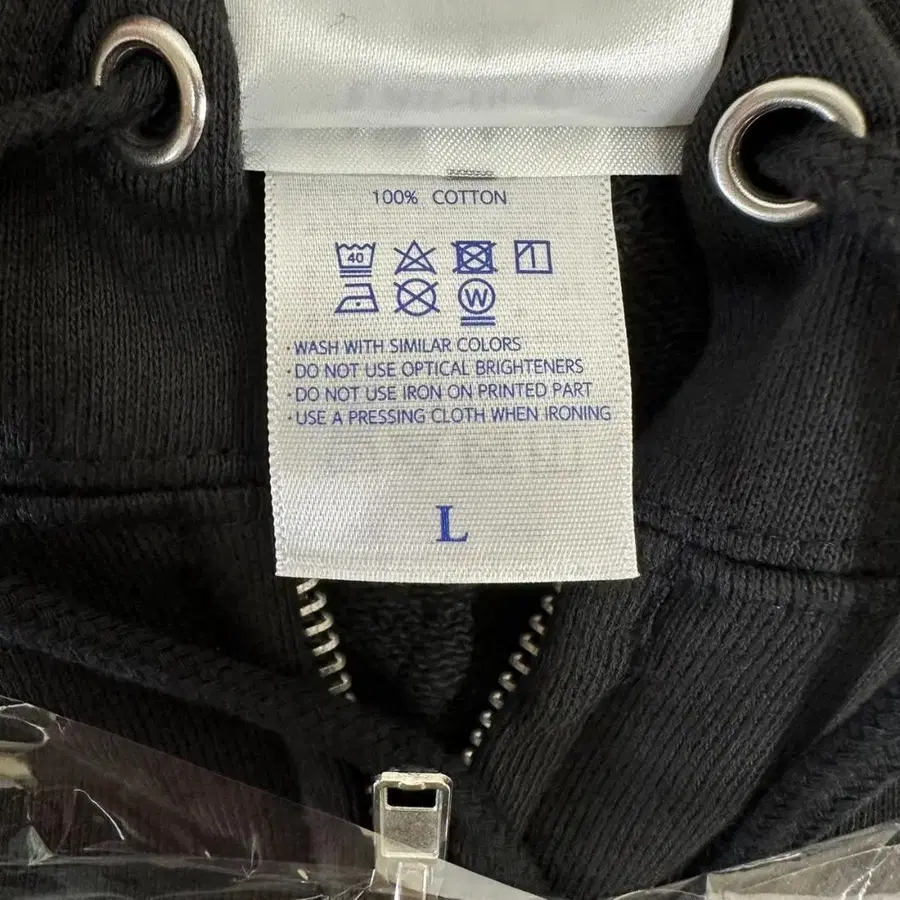 100% COTTON
40
W
· WASH WITH SIMILAR COLORS
· DO NOT USE OPTICAL BRIGHTENERS
· DO NOT USE IRON ON PRINTED PART
· USE A PRESSING CLOTH WHEN IRONING
L